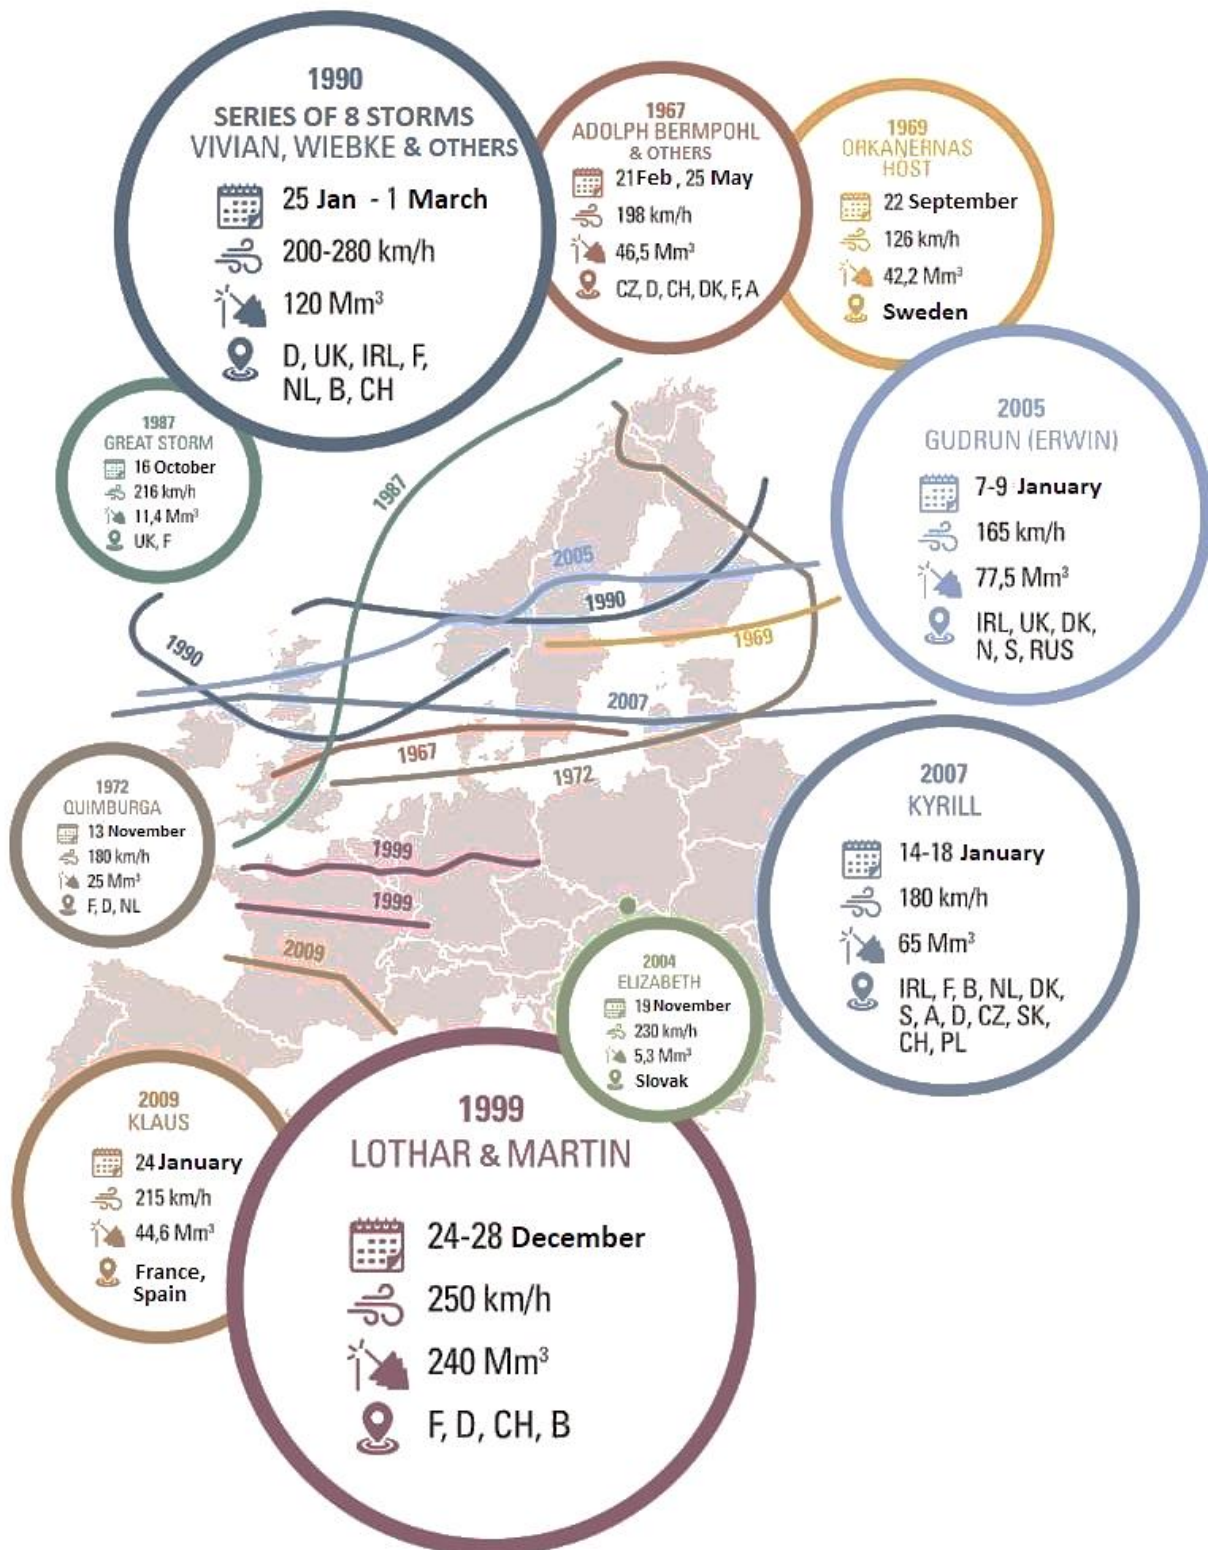 1990
SERIES OF 8 STORMS
VIVIAN, WIEBKE & OTHERS
25 Jan - 1 March
200-280 km/h
120 Mm³
D, UK, IRL, F,
NL, B, CH
1967
ADOLPH BERMPOHL
& OTHERS
21 Feb , 25 May
198 km/h
46,5 Mm³
CZ, D, CH, DK, F, A
1969
ORKANERNAS
HOST
22 September
126 km/h
42,2 Mm³
Sweden
1987
GREAT STORM
16 October
216 km/h
11,4 Mm³
UK, F
2005
GUDRUN (ERWIN)
7-9 January
165 km/h
77,5 Mm³
IRL, UK, DK,
N, S, RUS
1987
2005
1990
1990
1969
2007
1967
1972
1999
1999
2009
1972
QUIMBURGA
13 November
180 km/h
25 Mm³
F, D, NL
2007
KYRILL
14-18 January
180 km/h
65 Mm³
IRL, F, B, NL, DK,
S, A, D, CZ, SK,
CH, PL
2004
ELIZABETH
19 November
230 km/h
5,3 Mm³
Slovak
2009
KLAUS
24 January
215 km/h
44,6 Mm³
France,
Spain
1999
LOTHAR & MARTIN
24-28 December
250 km/h
240 Mm³
F, D, CH, B